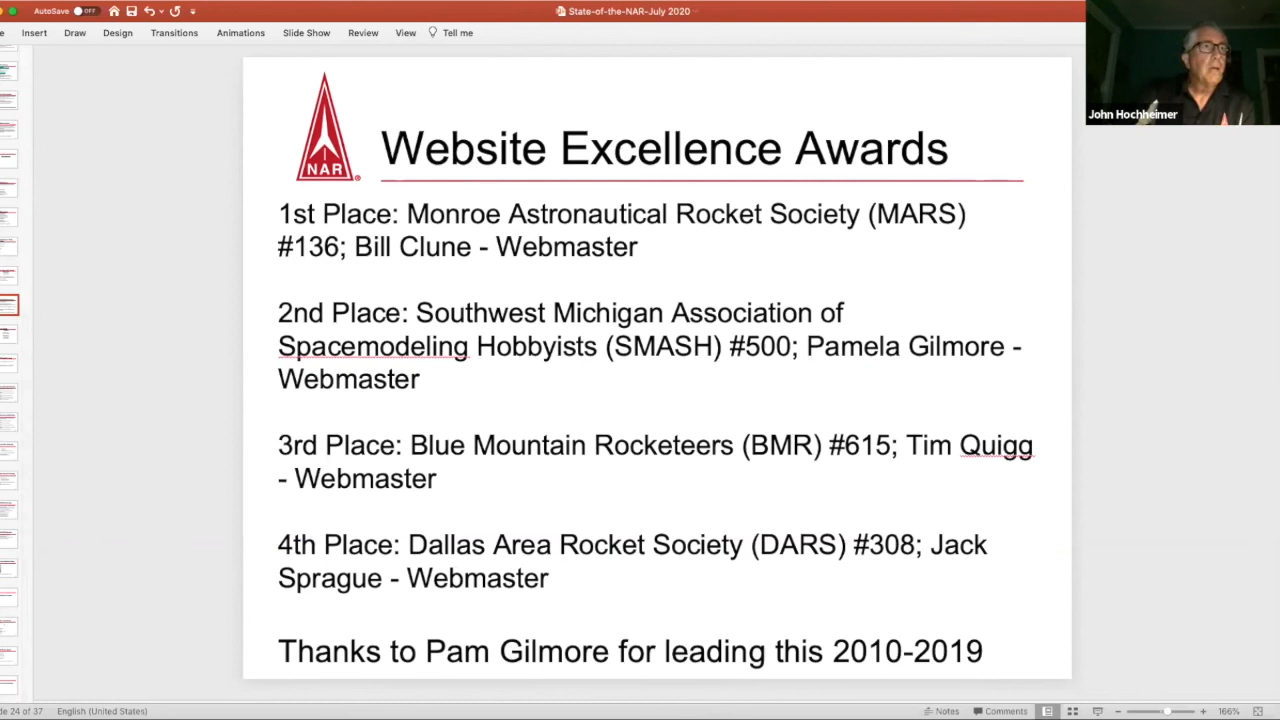 AutoSave OFF
State-of-the-NAR-July 2020
Insert Draw Design Transitions Animations Slide Show Review View Tell me
John Hochheimer
NAR
Website Excellence Awards
1st Place: Monroe Astronautical Rocket Society (MARS)
#136; Bill Clune - Webmaster
2nd Place: Southwest Michigan Association of
Spacemodeling Hobbyists (SMASH) #500; Pamela Gilmore -
Webmaster
3rd Place: Blue Mountain Rocketeers (BMR) #615; Tim Quigg
- Webmaster
4th Place: Dallas Area Rocket Society (DARS) #308; Jack
Sprague - Webmaster
Thanks to Pam Gilmore for leading this 2010-2019
de 24 of 37 English (United States) Notes Comments 166%